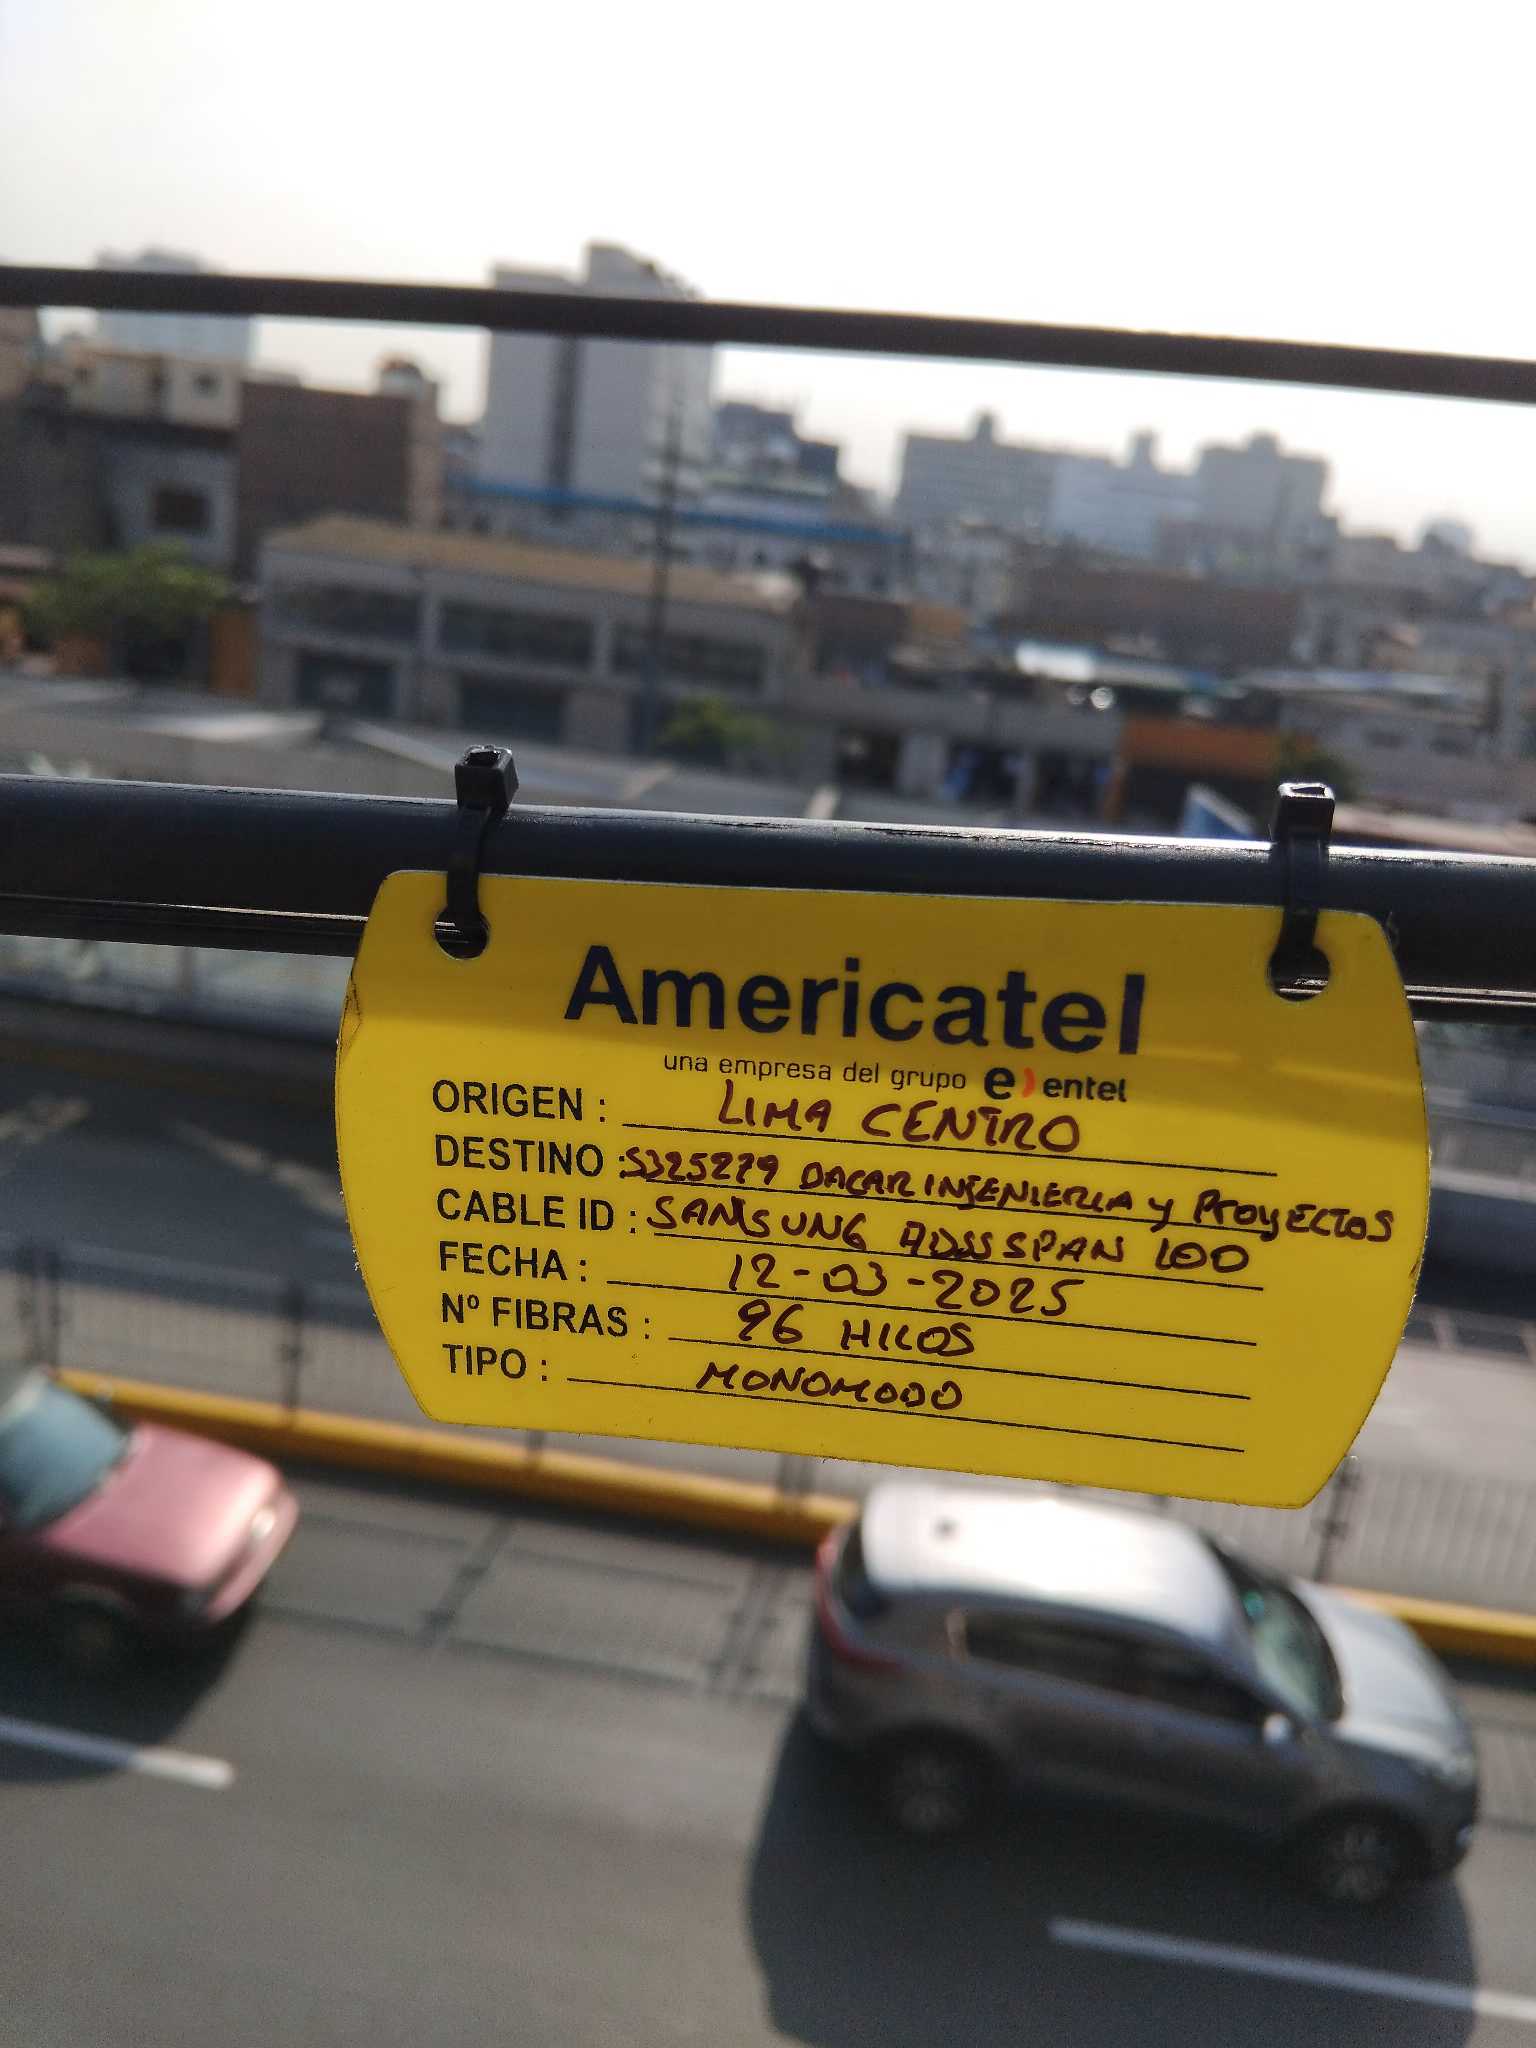 Americatel
una empresa del grupo e) entel
ORIGEN : LIMA CENTRO
DESTINO : S325279 DACAR INJENIERIA y PROYECTOS
CABLE ID : SAMSUNG ADSS SPAN 100
FECHA : 12-03-2025
Nº FIBRAS : 96 HILOS
TIPO : MONOMODO